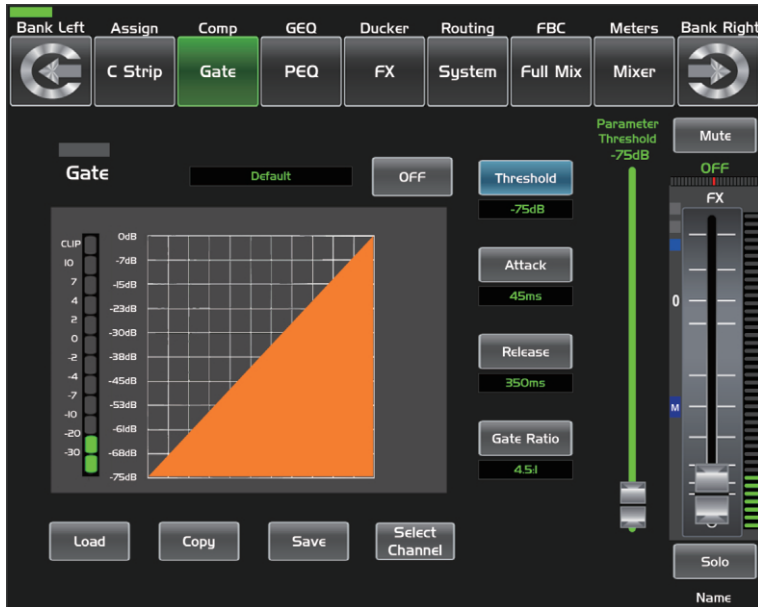 Bank Left Assign Comp GEQ Ducker Routing FBC Meters Bank Right
C Strip Gate PEQ FX System Full Mix Mixer
Parameter
Threshold
-75dB
Mute
OFF
FX
Gate
Default
OFF
Threshold
-75dB
Attack
45ms
Release
350ms
Gate Ratio
4.5:1
CLIP
10
7
4
2
0
-2
-4
-7
-10
-20
-30
0dB
-7dB
-15dB
-23dB
-30dB
-38dB
-45dB
-53dB
-61dB
-68dB
-75dB
0
M
Load Copy Save Select
Channel
Solo
Name